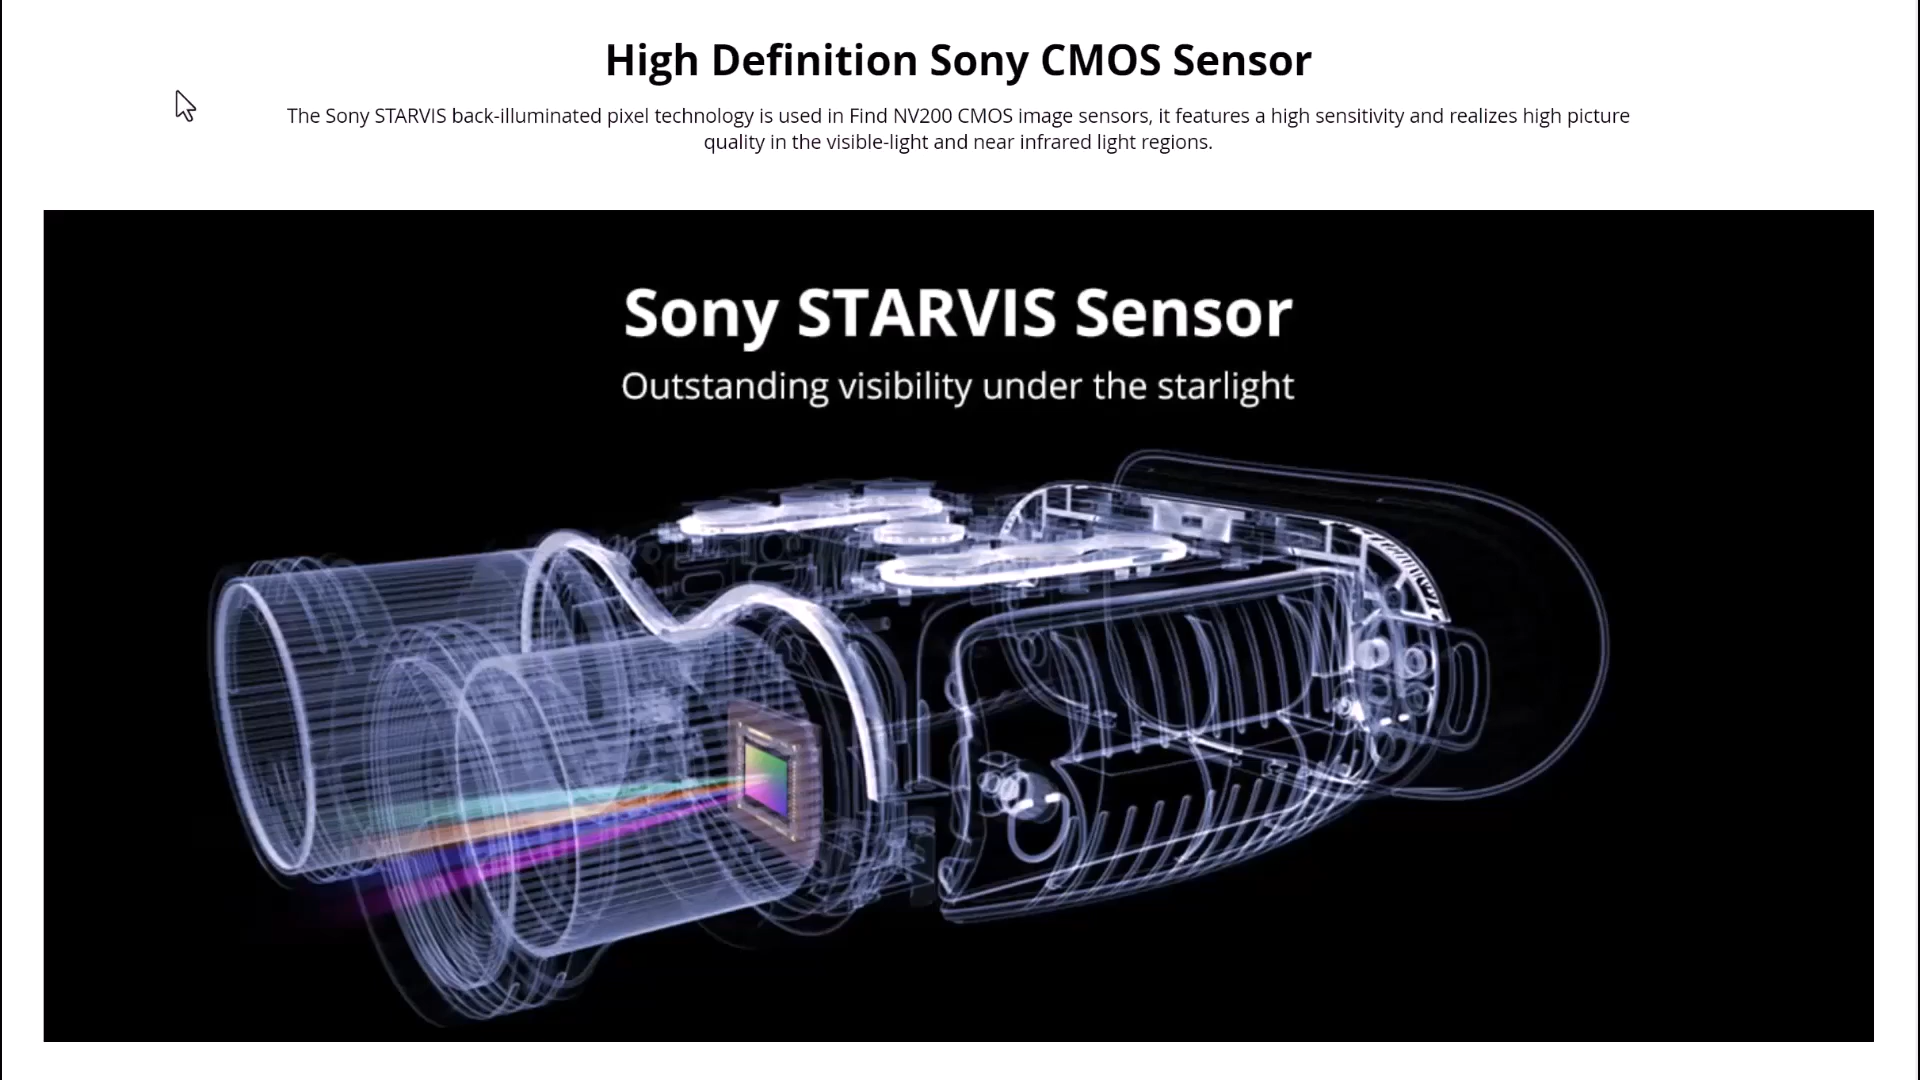 High Definition Sony CMOS Sensor
The Sony STARVIS back-illuminated pixel technology is used in Find NV200 CMOS image sensors, it features a high sensitivity and realizes high picture
quality in the visible-light and near infrared light regions.
Sony STARVIS Sensor
Outstanding visibility under the starlight